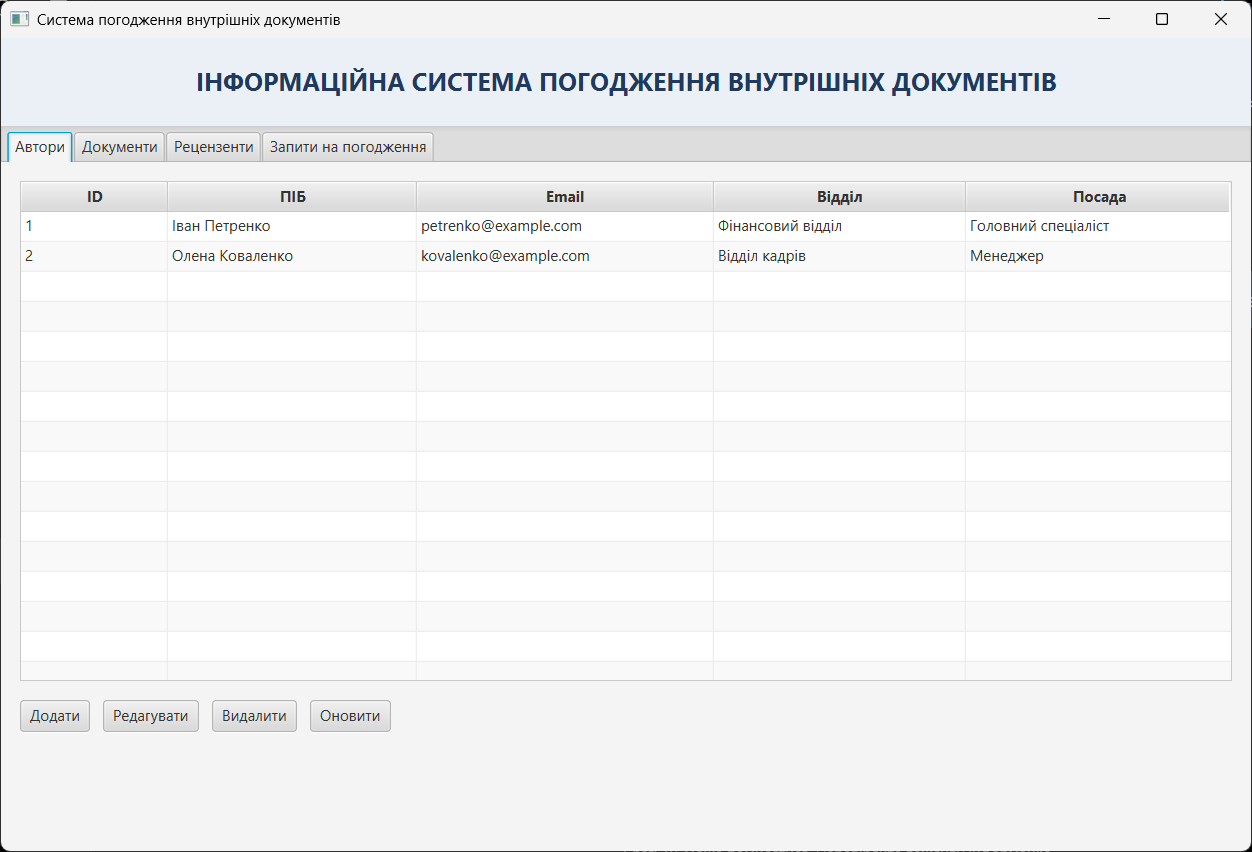 Система погодження внутрішніх документів
ІНФОРМАЦІЙНА СИСТЕМА ПОГОДЖЕННЯ ВНУТРІШНІХ ДОКУМЕНТІВ
Автори Документи Рецензенти Запити на погодження
ID ПІБ Email Відділ Посада
1 Іван Петренко petrenko@example.com Фінансовий відділ Головний спеціаліст
2 Олена Коваленко kovalenko@example.com Відділ кадрів Менеджер
Додати Редагувати Видалити Оновити